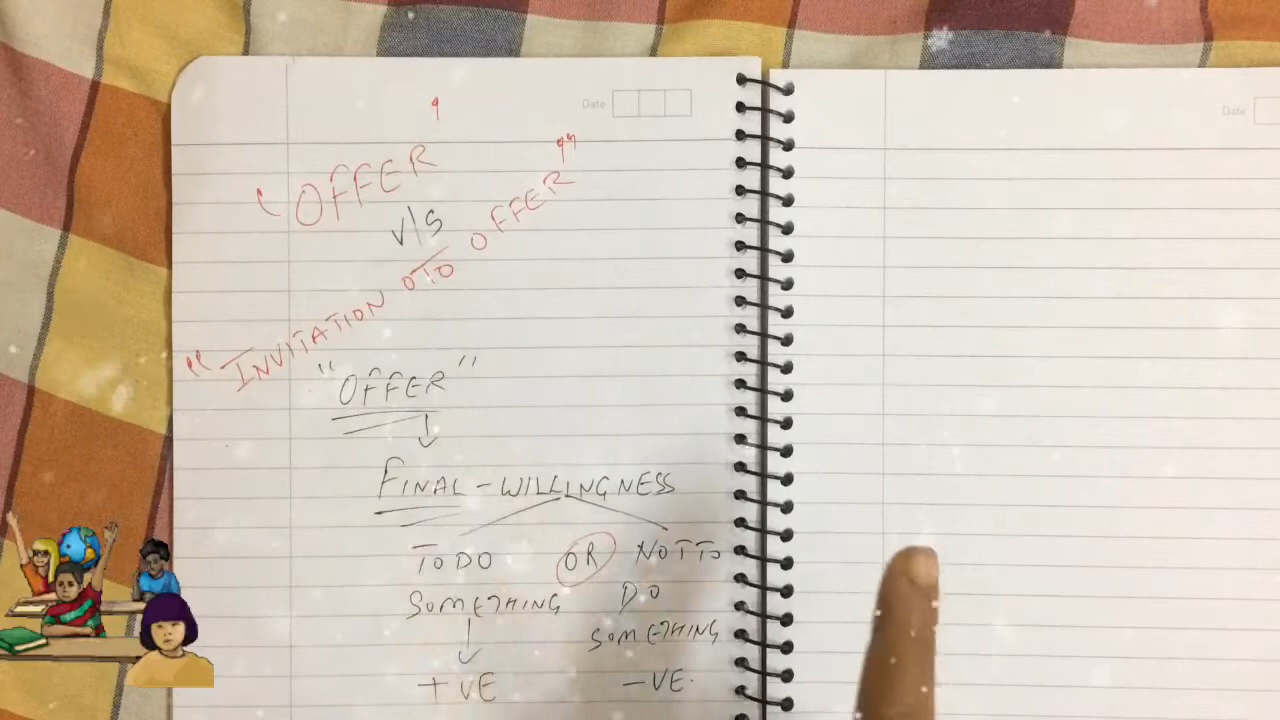 Date
Date
' OFFER '
V/S
" INVITATION TO OFFER "
" OFFER "
FINAL - WILLINGNESS
TO DO OR NOT TO
SOMETHING DO
SOMETHING
+ VE - VE.